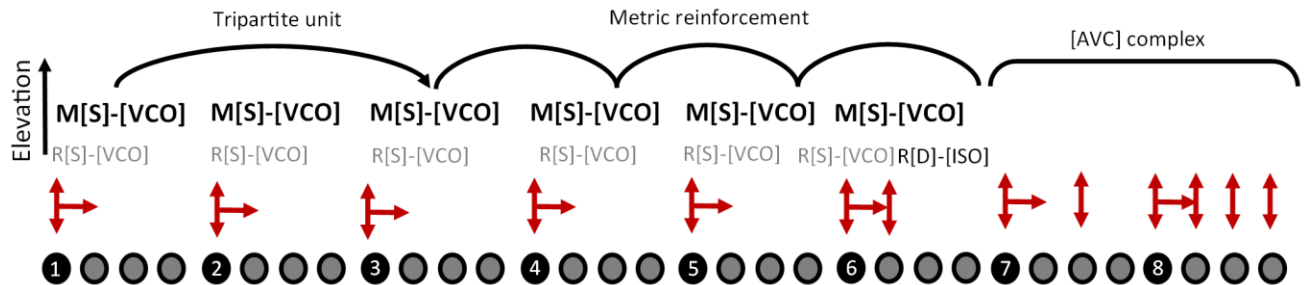 Tripartite unit Metric reinforcement
[AVC] complex
Elevation
M[S]-[VCO] M[S]-[VCO] M[S]-[VCO] M[S]-[VCO] M[S]-[VCO] M[S]-[VCO]
R[S]-[VCO] R[S]-[VCO] R[S]-[VCO] R[S]-[VCO] R[S]-[VCO] R[S]-[VCO] R[D]-[ISO]
1 2 3 4 5 6 7 8